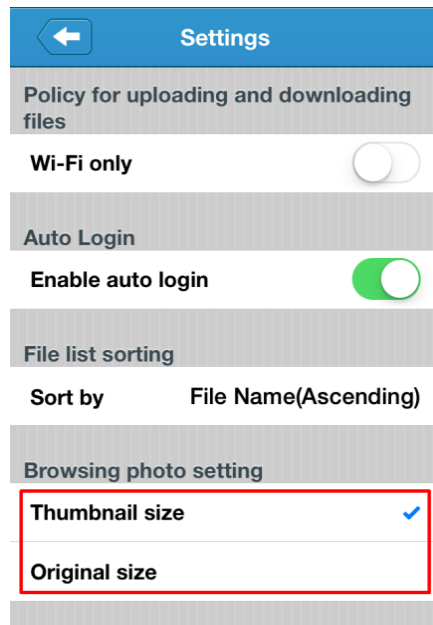 Settings
Policy for uploading and downloading
files
Wi-Fi only
Auto Login
Enable auto login
File list sorting
Sort by File Name(Ascending)
Browsing photo setting
Thumbnail size
Original size